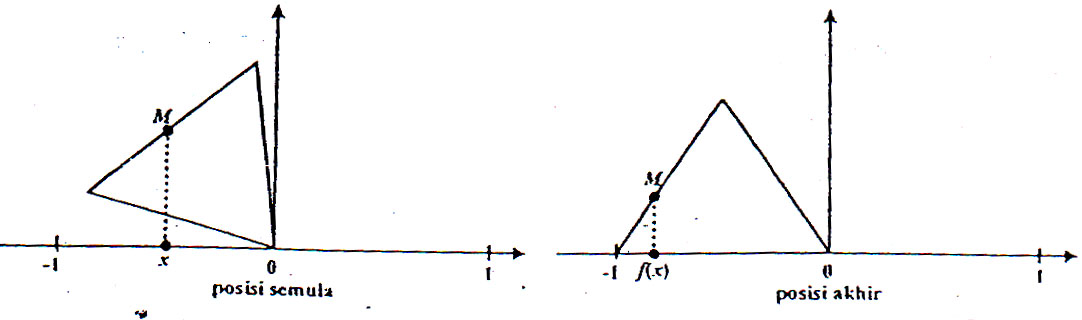 M
-1
x
0
1
posisi semula
M
-1
f(x)
0
1
posisi akhir